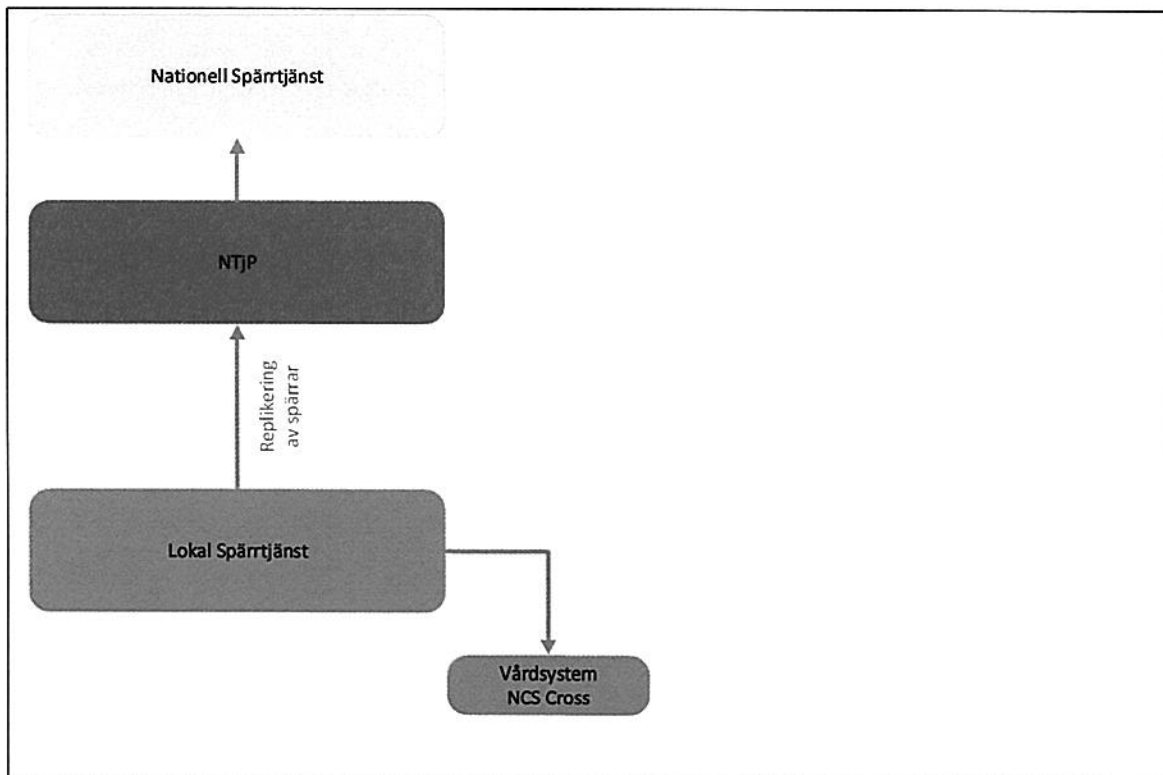 Nationell Spärrtjänst
NTjP
Replikering
av spärrar
Lokal Spärrtjänst
Vårdsystem
NCS Cross